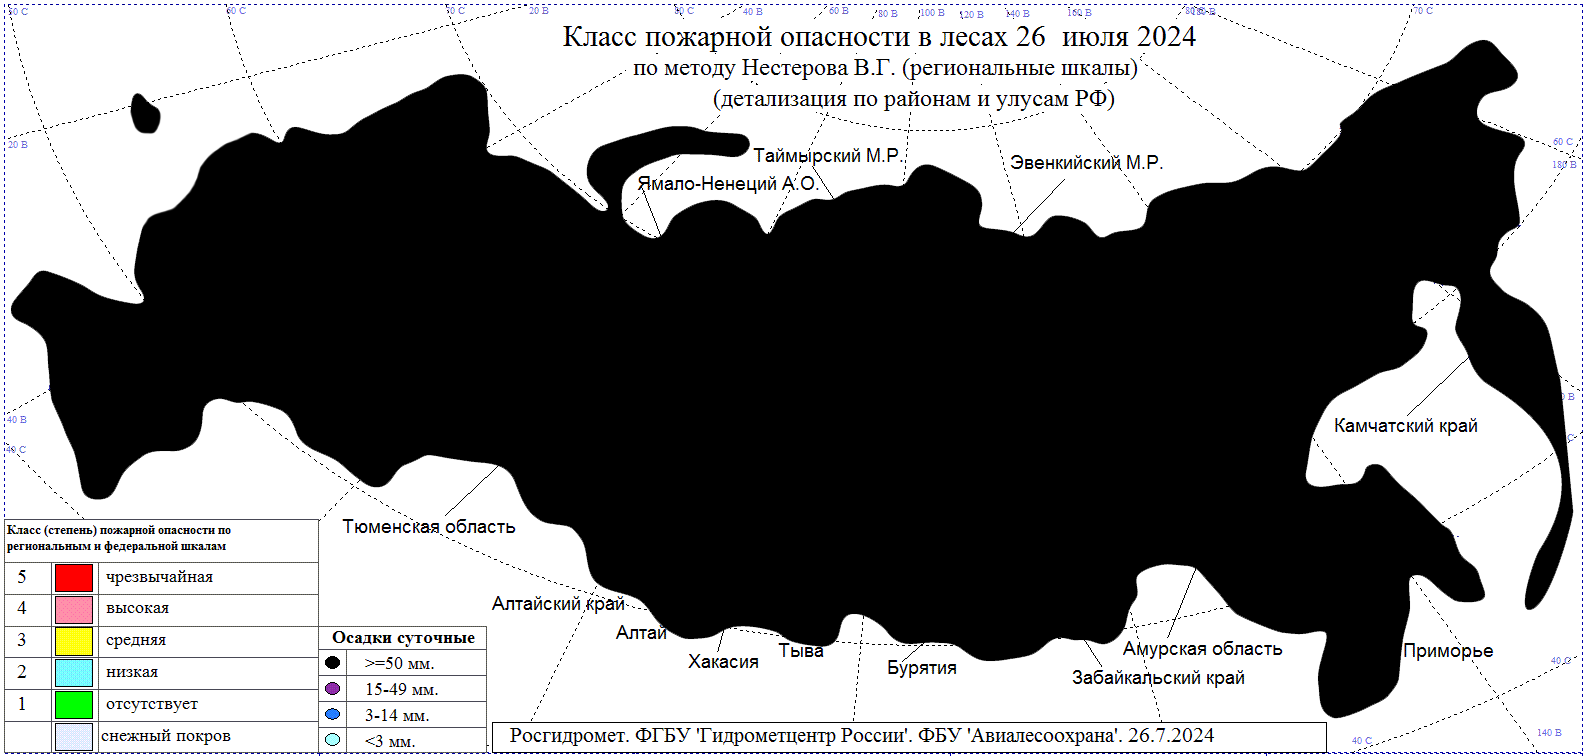 50 С
60 С
70 С
20 В
80 С
40 В
60 В
80 В
100 В
120 В
140 В
160 В
70 С
Класс пожарной опасности в лесах 26 июля 2024
по методу Нестерова В.Г. (региональные шкалы)
(детализация по районам и улусам РФ)
20 В
60 С
180 В
Таймырский М.Р.
Эвенкийский М.Р.
Ямало-Ненеций А.О.
40 В
40 С
Камчатский край
Тюменская область
Алтайский край
Алтай
Хакасия
Тыва
Бурятия
Забайкальский край
Амурская область
Приморье
40 С
140 В
40 С
Класс (степень) пожарной опасности по
региональным и федеральной шкалам
5 чрезвычайная
4 высокая
3 средняя
2 низкая
1 отсутствует
снежный покров
Осадки суточные
>=50 мм.
15-49 мм.
3-14 мм.
<3 мм.
Росгидромет. ФГБУ 'Гидрометцентр России'. ФБУ 'Авиалесоохрана'. 26.7.2024